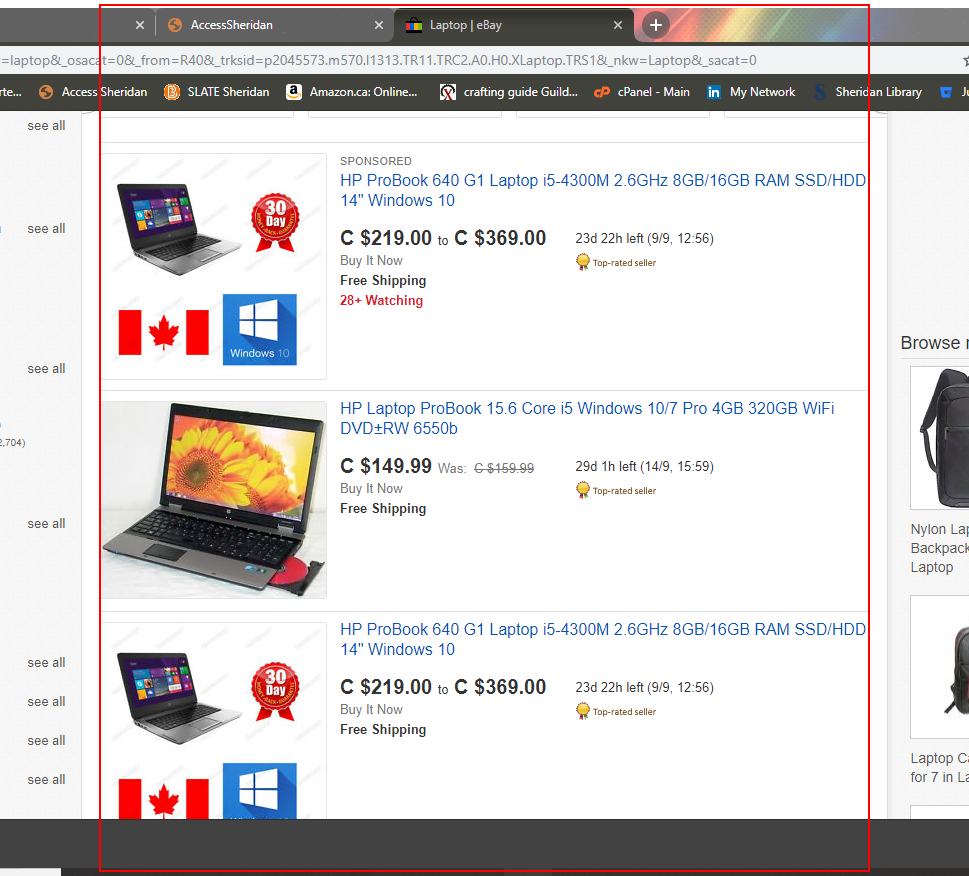 AccessSheridan
Laptop | eBay
=laptop&_osacat=0&_from=R40&_trksid=p2045573.m570.l1313.TR11.TRC2.A0.H0.XLaptop.TRS1&_nkw=Laptop&_sacat=0
rte...
Access Sheridan
SLATE Sheridan
Amazon.ca: Online...
crafting guide Guild...
cPanel - Main
My Network
Sheridan Library
see all
see all
see all
2,704)
see all
see all
see all
see all
see all
SPONSORED
HP ProBook 640 G1 Laptop i5-4300M 2.6GHz 8GB/16GB RAM SSD/HDD
14" Windows 10
C $219.00 to C $369.00
23d 22h left (9/9, 12:56)
Buy It Now
Top-rated seller
Free Shipping
28+ Watching
30
Day
Windows 10
HP Laptop ProBook 15.6 Core i5 Windows 10/7 Pro 4GB 320GB WiFi
DVD±RW 6550b
C $149.99 Was: C $159.99
29d 1h left (14/9, 15:59)
Buy It Now
Top-rated seller
Free Shipping
HP ProBook 640 G1 Laptop i5-4300M 2.6GHz 8GB/16GB RAM SSD/HDD
14" Windows 10
C $219.00 to C $369.00
23d 22h left (9/9, 12:56)
Buy It Now
Top-rated seller
Free Shipping
30
Day
Browse
Nylon Lap
Backpack
Laptop
Laptop Ca
for 7 in La